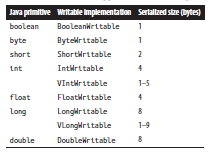 Java primitive Writable implementation Serialized size (bytes)
boolean BooleanWritable 1
byte ByteWritable 1
short ShortWritable 2
int IntWritable 4
VIntWritable 1–5
float FloatWritable 4
long LongWritable 8
VLongWritable 1–9
double DoubleWritable 8